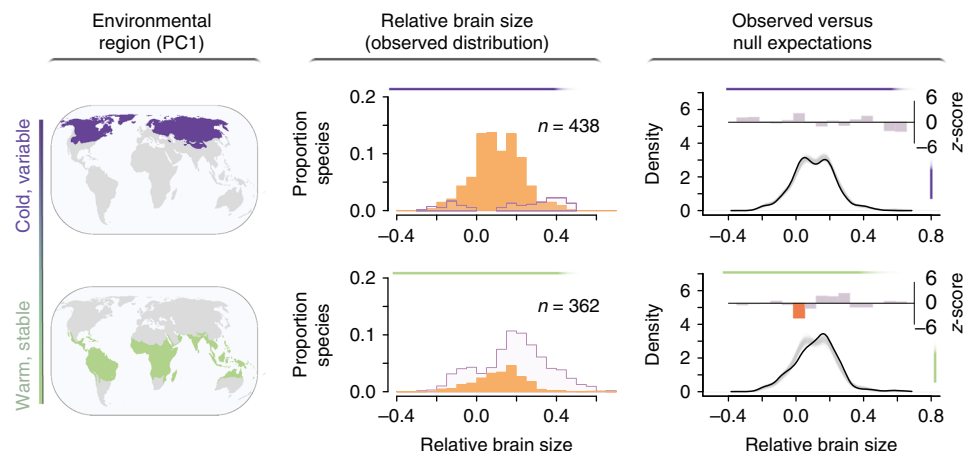 Environmental
region (PC1)
Relative brain size
(observed distribution)
Observed versus
null expectations
Cold, variable
Warm, stable
Proportion
species
0.2
0.1
0.0
n = 438
−0.4
0.0
0.4
Density
6
4
2
0
6
0
−6
z-score
−0.4
0.0
0.4
0.8
Proportion
species
0.2
0.1
0.0
n = 362
−0.4
0.0
0.4
Relative brain size
Density
6
4
2
0
6
0
−6
z-score
−0.4
0.0
0.4
0.8
Relative brain size